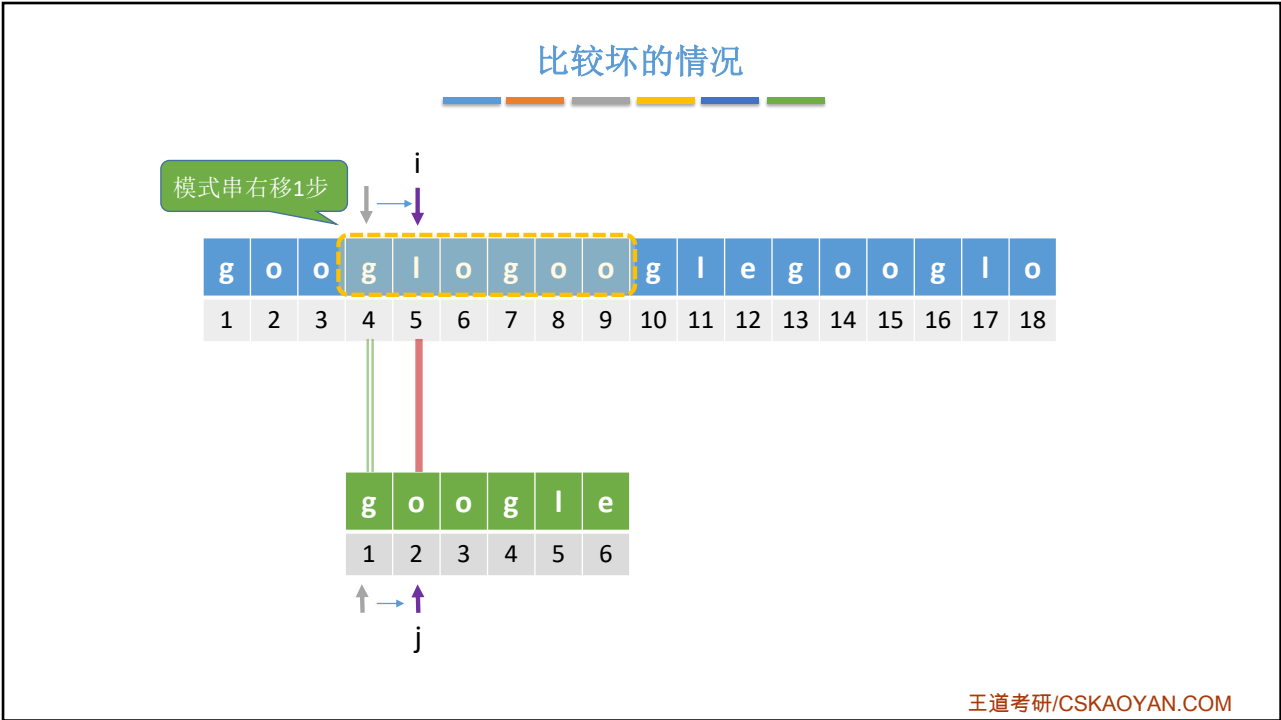 比较坏的情况
i
模式串右移1步
g o o g l o g o o g l e g o o g l o
1 2 3 4 5 6 7 8 9 10 11 12 13 14 15 16 17 18
g o o g l e
1 2 3 4 5 6
j
王道考研/CSKAOYAN.COM